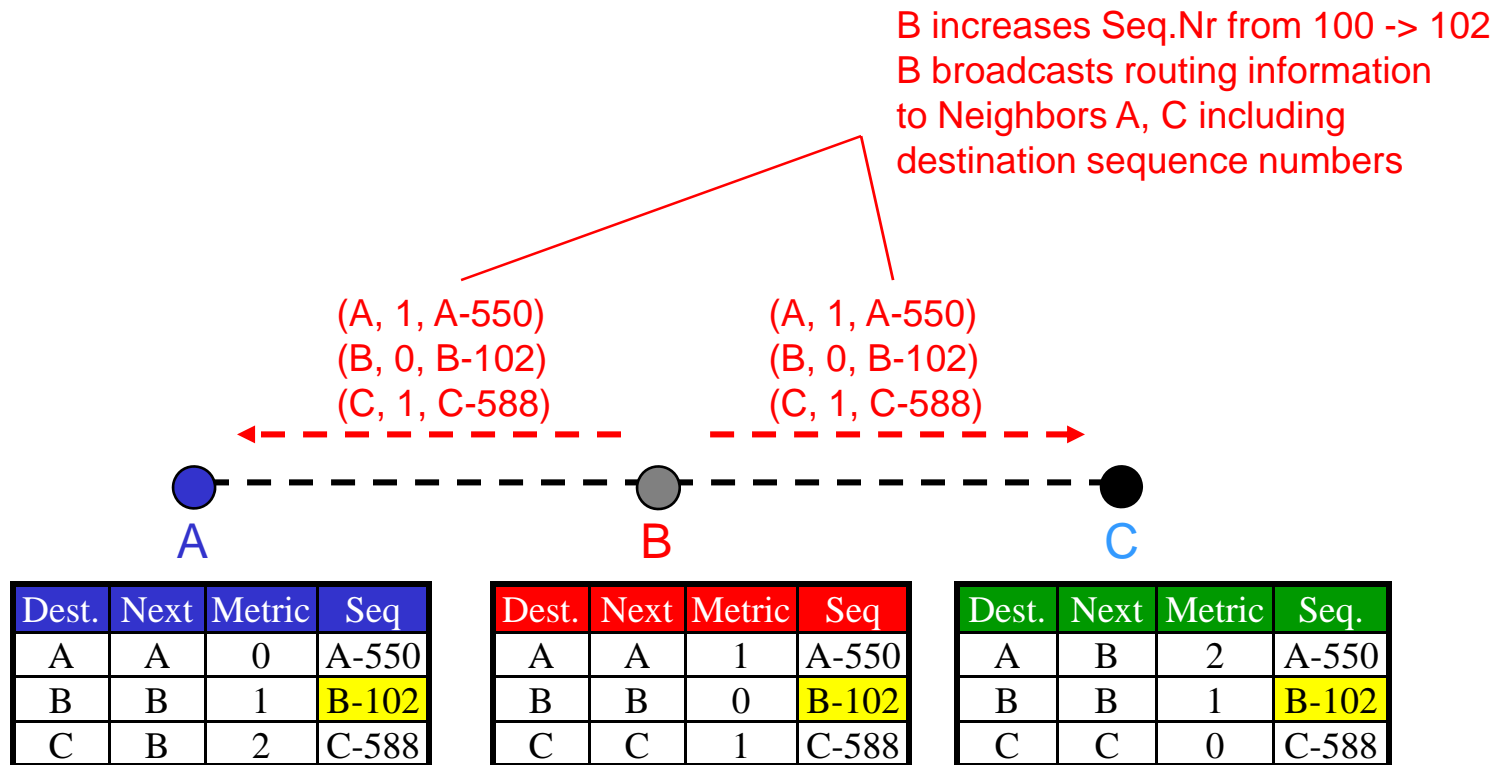 B increases Seq.Nr from 100 -> 102
B broadcasts routing information
to Neighbors A, C including
destination sequence numbers
(A, 1, A-550)
(B, 0, B-102)
(C, 1, C-588)
(A, 1, A-550)
(B, 0, B-102)
(C, 1, C-588)
A
B
C
Dest. Next Metric Seq
A A 0 A-550
B B 1 B-102
C B 2 C-588
Dest. Next Metric Seq
A A 1 A-550
B B 0 B-102
C C 1 C-588
Dest. Next Metric Seq.
A B 2 A-550
B B 1 B-102
C C 0 C-588